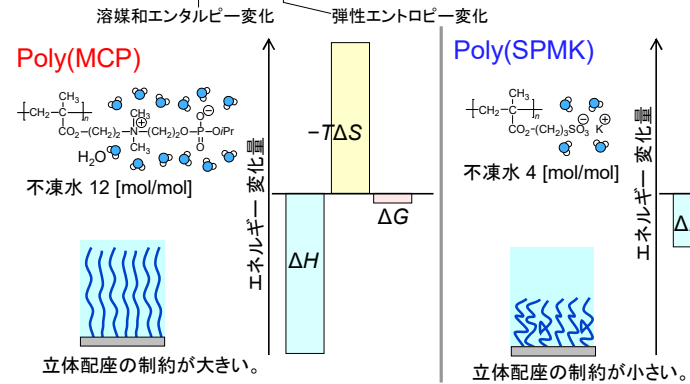 溶媒和エンタルピー変化
弾性エントロピー変化
Poly(MCP)
CH3
[CH2-C]n
CO2-(CH2)2-N-(CH2)2O-P-O-iPr
CH3
CH3
O
O
H2O
不凍水 12 [mol/mol]
エネルギー 変化量
−TΔS
ΔG
ΔH
立体配座の制約が大きい。
Poly(SPMK)
CH3
[CH2-C]n
CO2-(CH2)3SO3 K
不凍水 4 [mol/mol]
エネルギー 変化量
立体配座の制約が小さい。